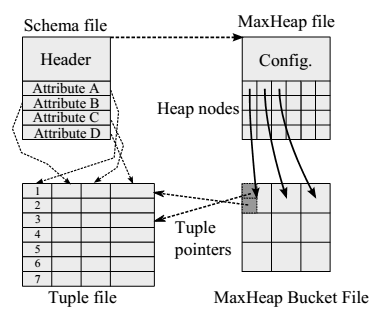 Schema file
MaxHeap file
Header
Config.
Attribute A
Attribute B
Attribute C
Attribute D
Heap nodes
1
2
3
4
5
6
7
Tuple
pointers
Tuple file
MaxHeap Bucket File